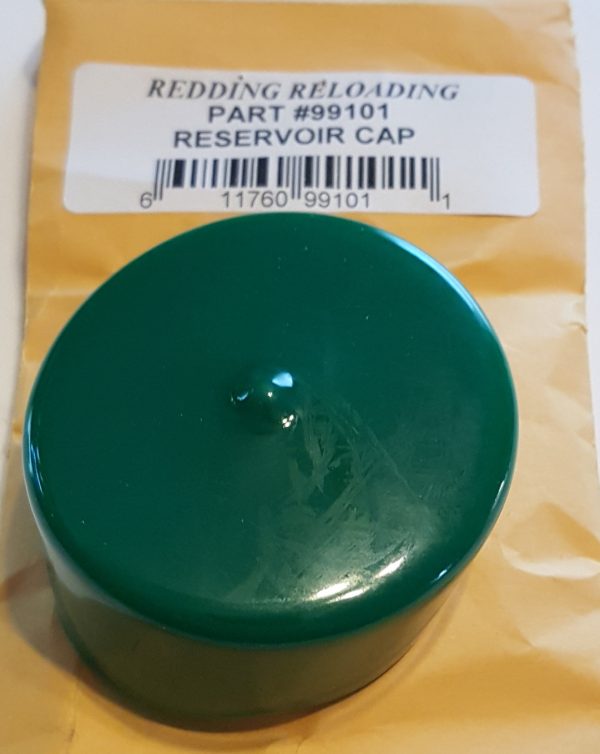 REDDING RELOADING
PART #99101
RESERVOIR CAP
6 11760 99101 1